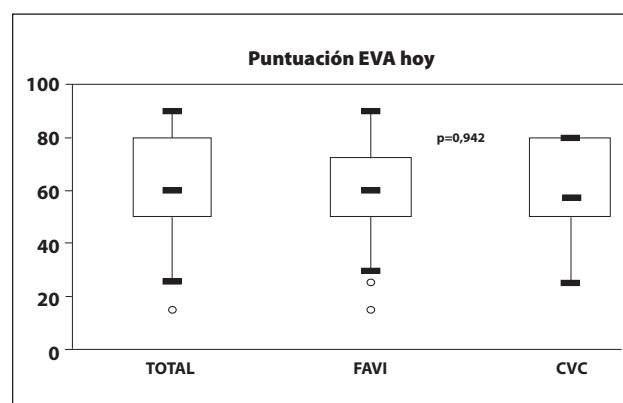 Puntuación EVA hoy
100
80
60
40
20
0
p=0,942
TOTAL
FAVI
CVC